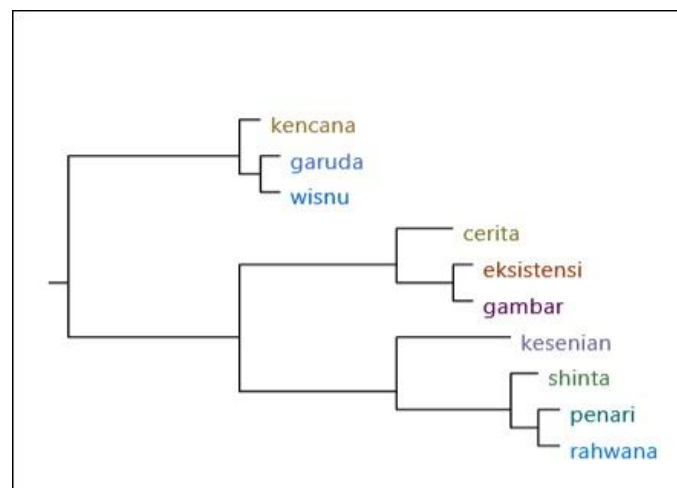 kencana
garuda
wisnu
cerita
eksistensi
gambar
kesenian
shinta
penari
rahwana